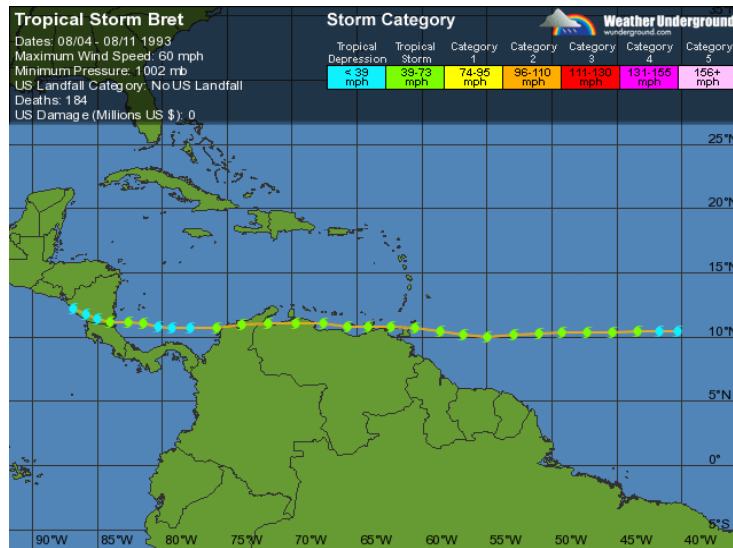 Tropical Storm Bret
Dates: 08/04 - 08/11 1993
Maximum Wind Speed: 60 mph
Minimum Pressure: 1002 mb
US Landfall Category: No US Landfall
Deaths: 184
US Damage (Millions US $): 0
Storm Category
Weather Underground
wunderground.com
Tropical Depression
Tropical Storm
Category 1
Category 2
Category 3
Category 4
Category 5
< 39 mph
39-73 mph
74-95 mph
96-110 mph
111-130 mph
131-155 mph
156+ mph
25°N
20°N
15°N
10°N
5°N
0°
5°S
90°W 85°W 80°W 75°W 70°W 65°W 60°W 55°W 50°W 45°W 40°W